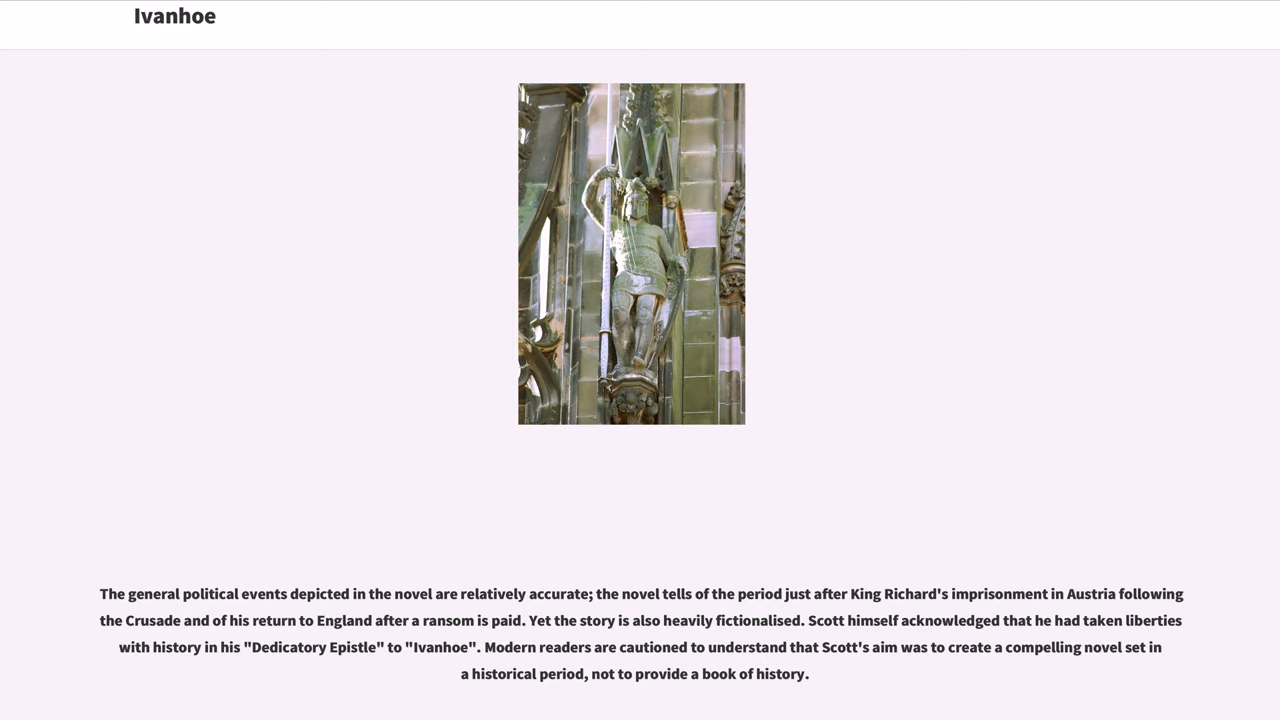 Ivanhoe
The general political events depicted in the novel are relatively accurate; the novel tells of the period just after King Richard's imprisonment in Austria following
the Crusade and of his return to England after a ransom is paid. Yet the story is also heavily fictionalised. Scott himself acknowledged that he had taken liberties
with history in his "Dedicatory Epistle" to "Ivanhoe". Modern readers are cautioned to understand that Scott's aim was to create a compelling novel set in
a historical period, not to provide a book of history.